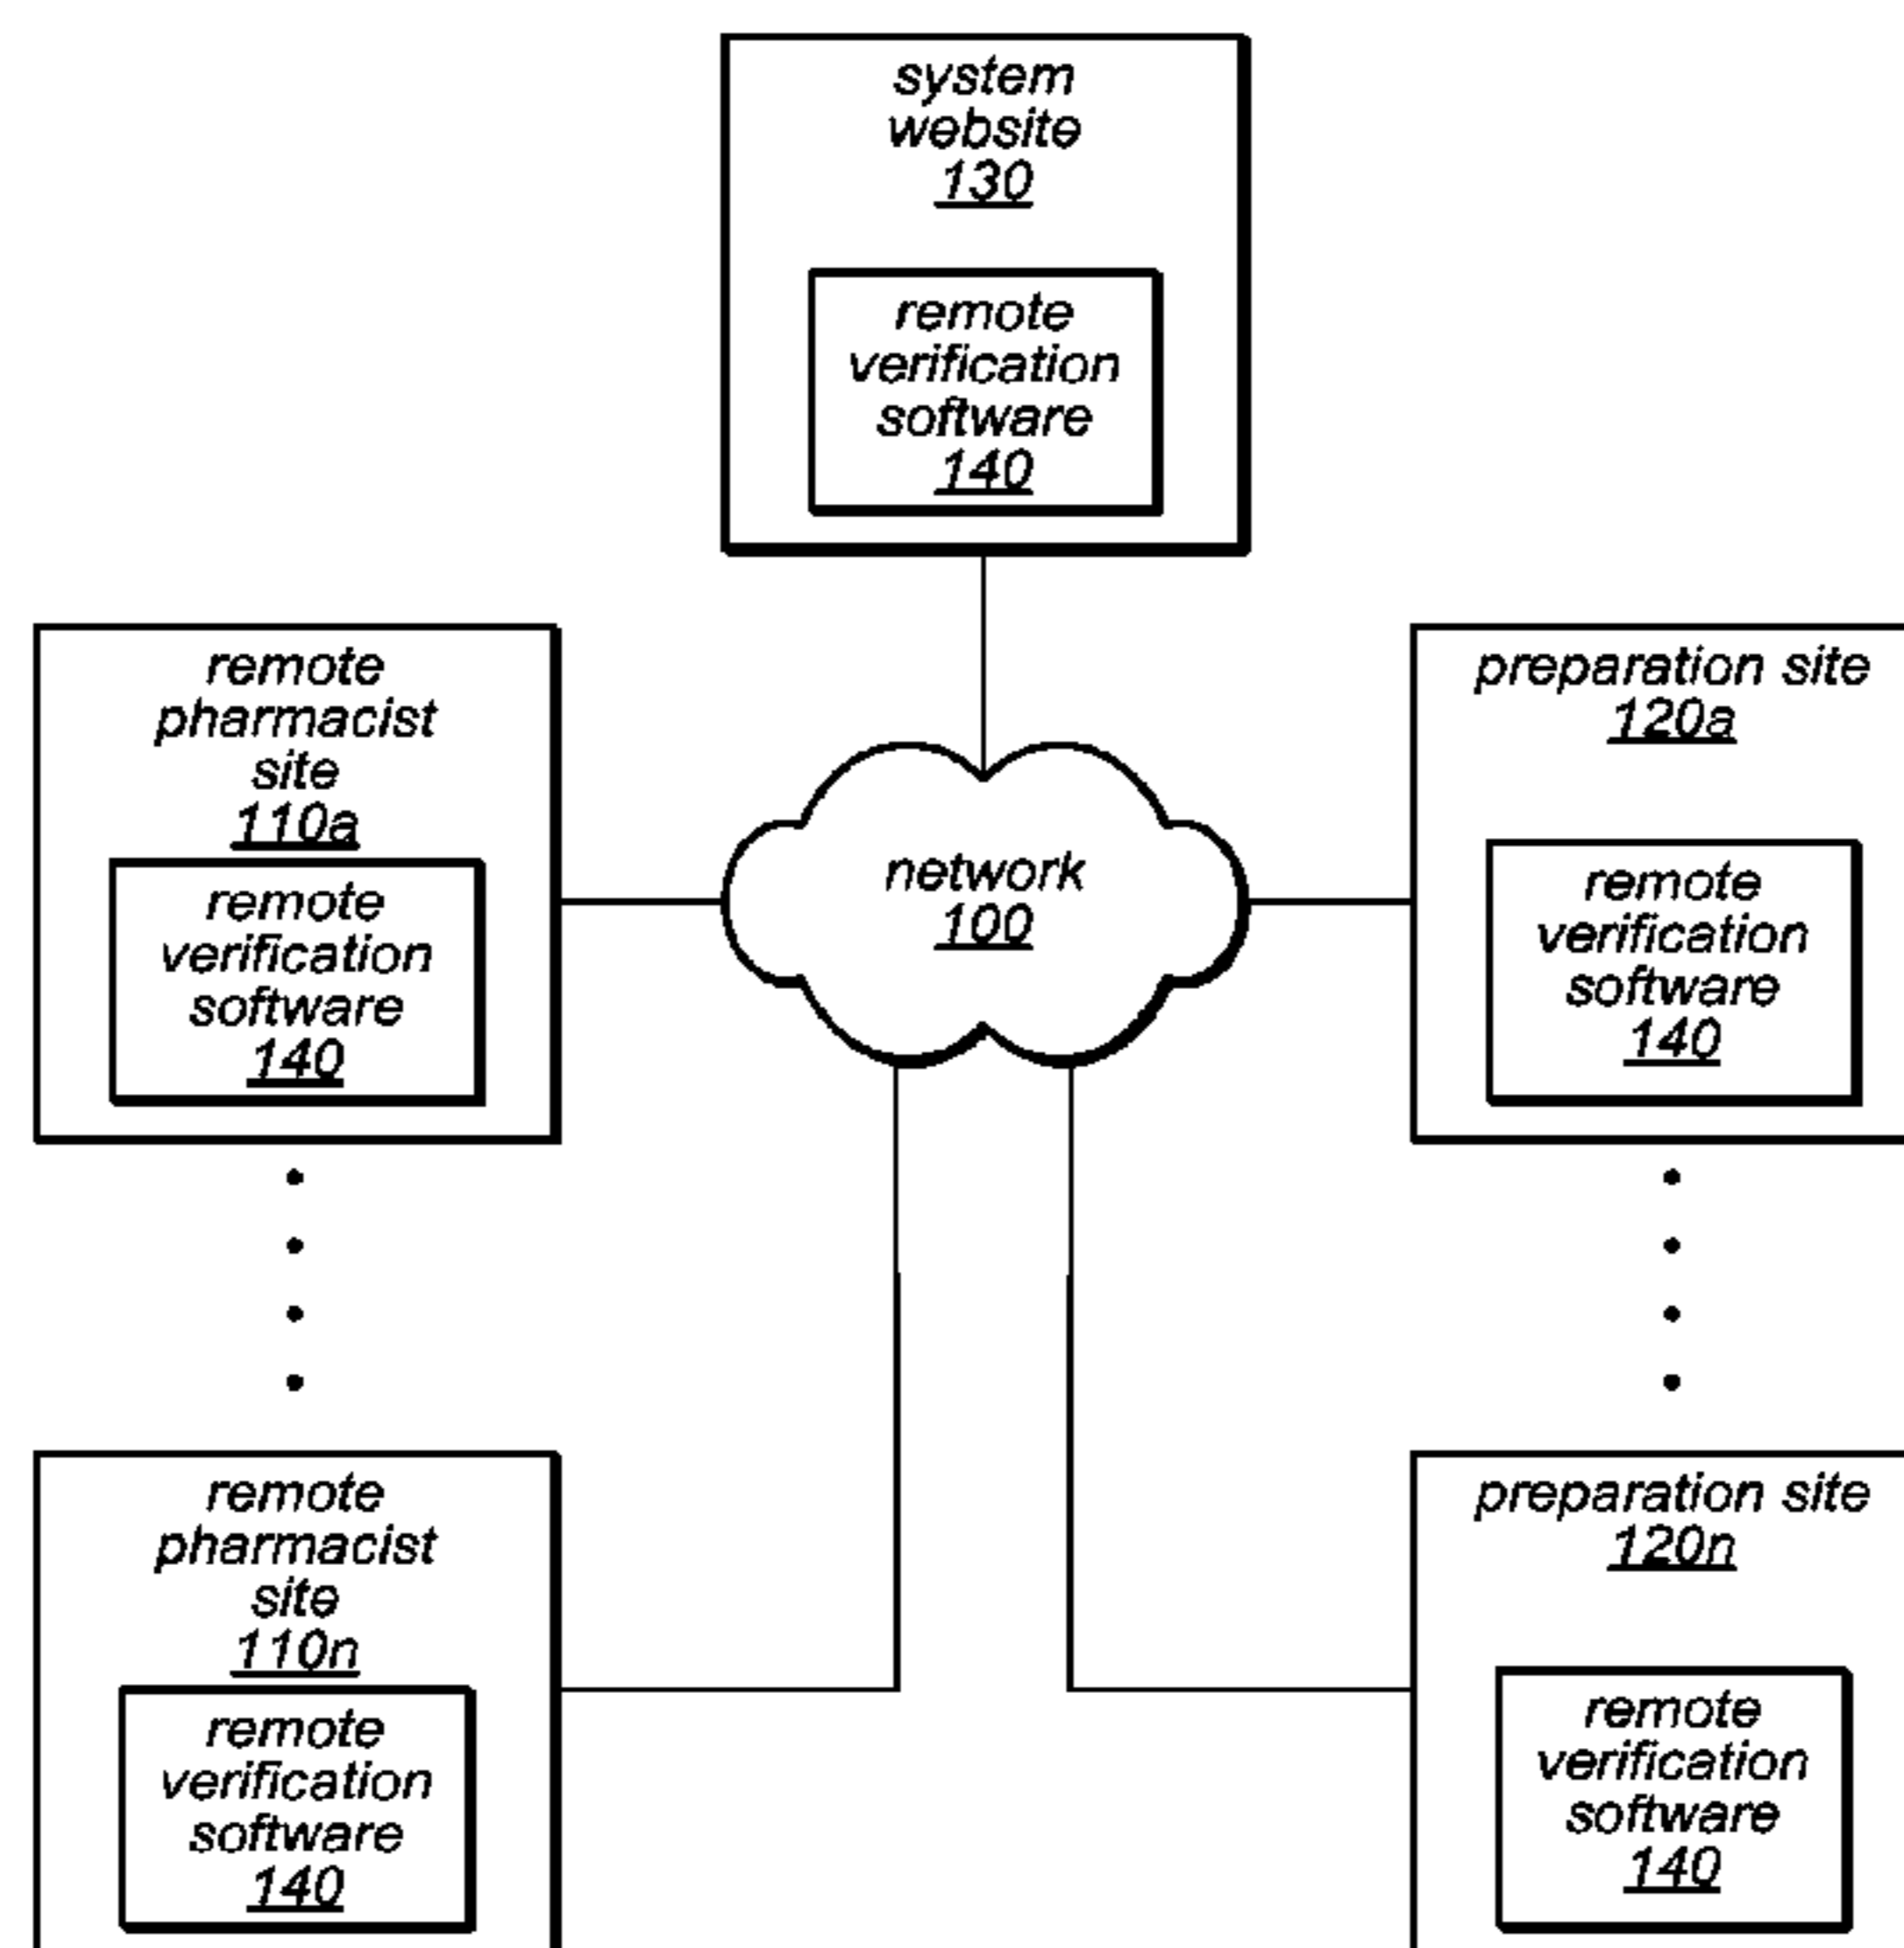 system
website
130
remote
verification
software
140
remote
pharmacist
site
110a
remote
verification
software
140
network
100
preparation site
120a
remote
verification
software
140
remote
pharmacist
site
110n
remote
verification
software
140
preparation site
120n
remote
verification
software
140